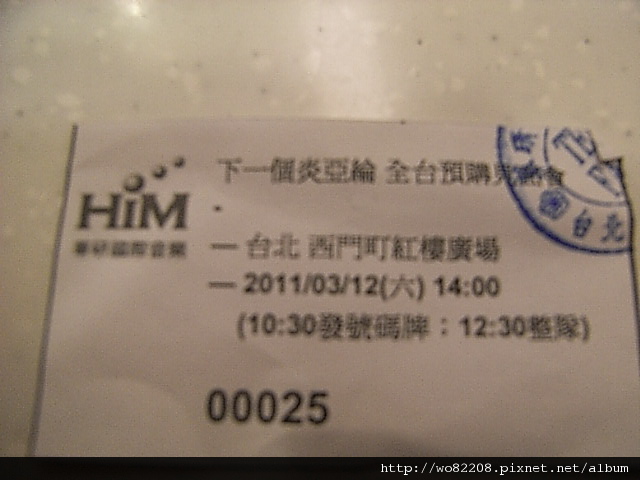 HIM
華研國際音樂
下一個炎亞綸 全台預購見面會
— 台北 西門町紅樓廣場
— 2011/03/12(六) 14:00
(10:30發號碼牌：12:30整隊)
00025
台北
http://wo82208.pixnet.net/album